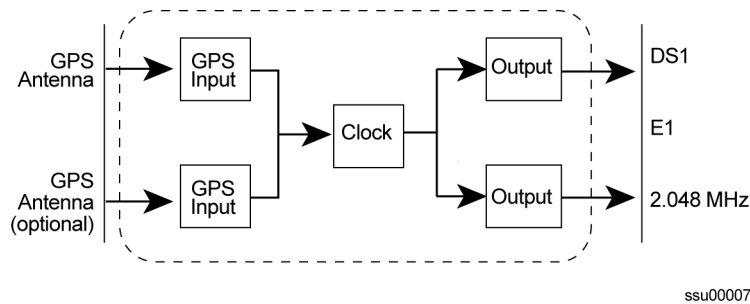 GPS
Antenna
GPS
Input
Clock
Output
DS1
E1
GPS
Antenna
(optional)
GPS
Input
Output
2.048 MHz
ssu00007